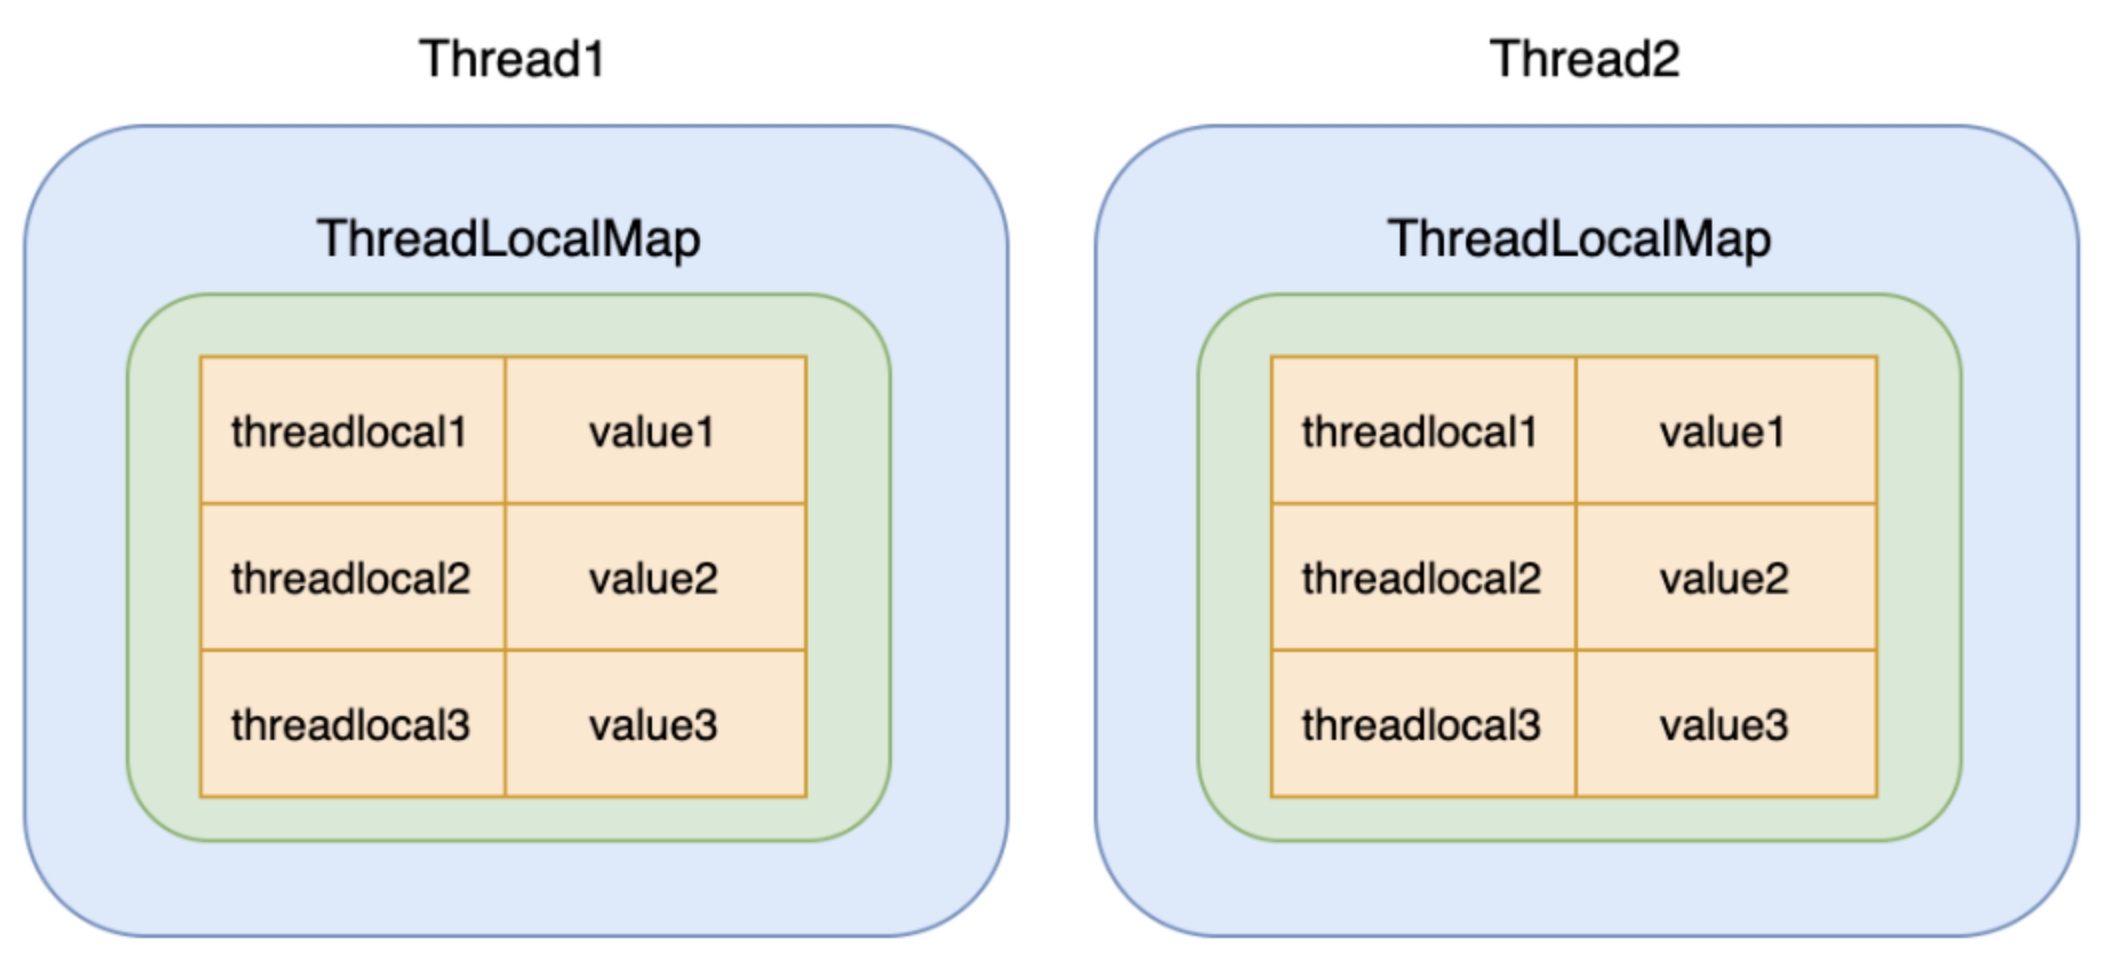 Thread1
ThreadLocalMap
threadlocal1 value1
threadlocal2 value2
threadlocal3 value3
Thread2
ThreadLocalMap
threadlocal1 value1
threadlocal2 value2
threadlocal3 value3